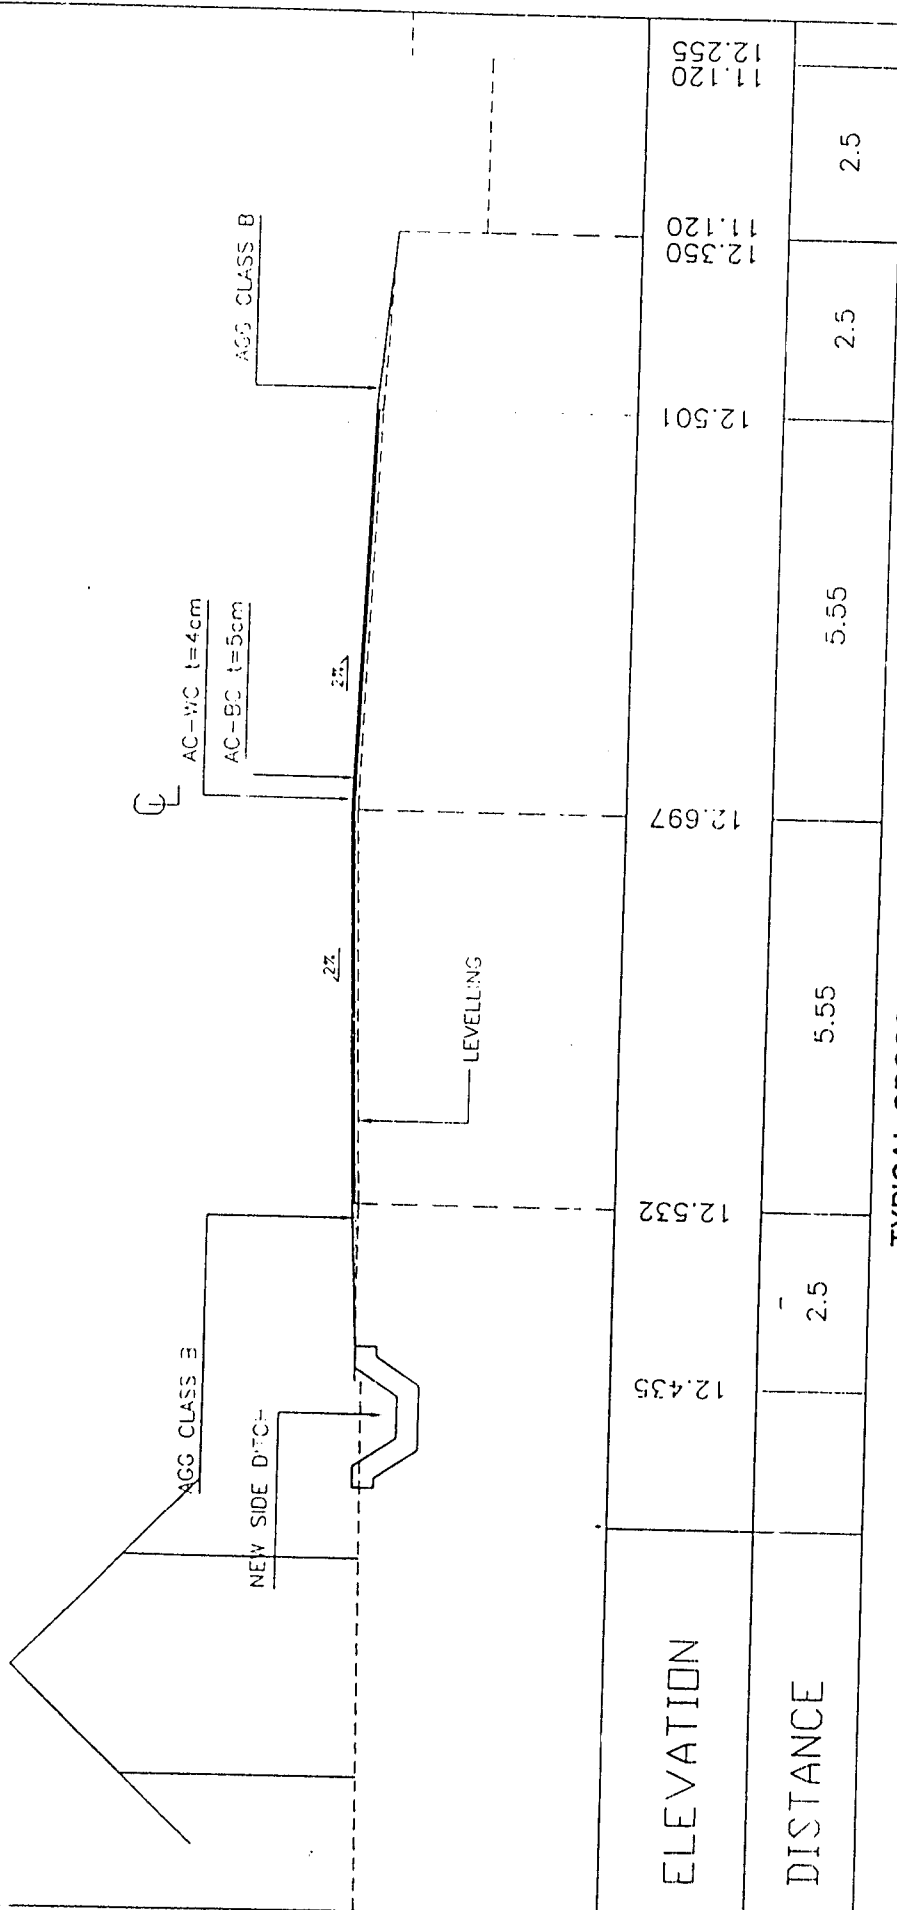 AGG CLASS B
NEW SIDE DITCH
2%
LEVELLING
CL
AC-WC t=4cm
AC-BC t=5cm
2%
AGG CLASS B
ELEVATION
12.435
12.532
12.697
12.501
12.350
11.120
11.120
12.255
DISTANCE
2.5
5.55
5.55
2.5
2.5
TYPICAL